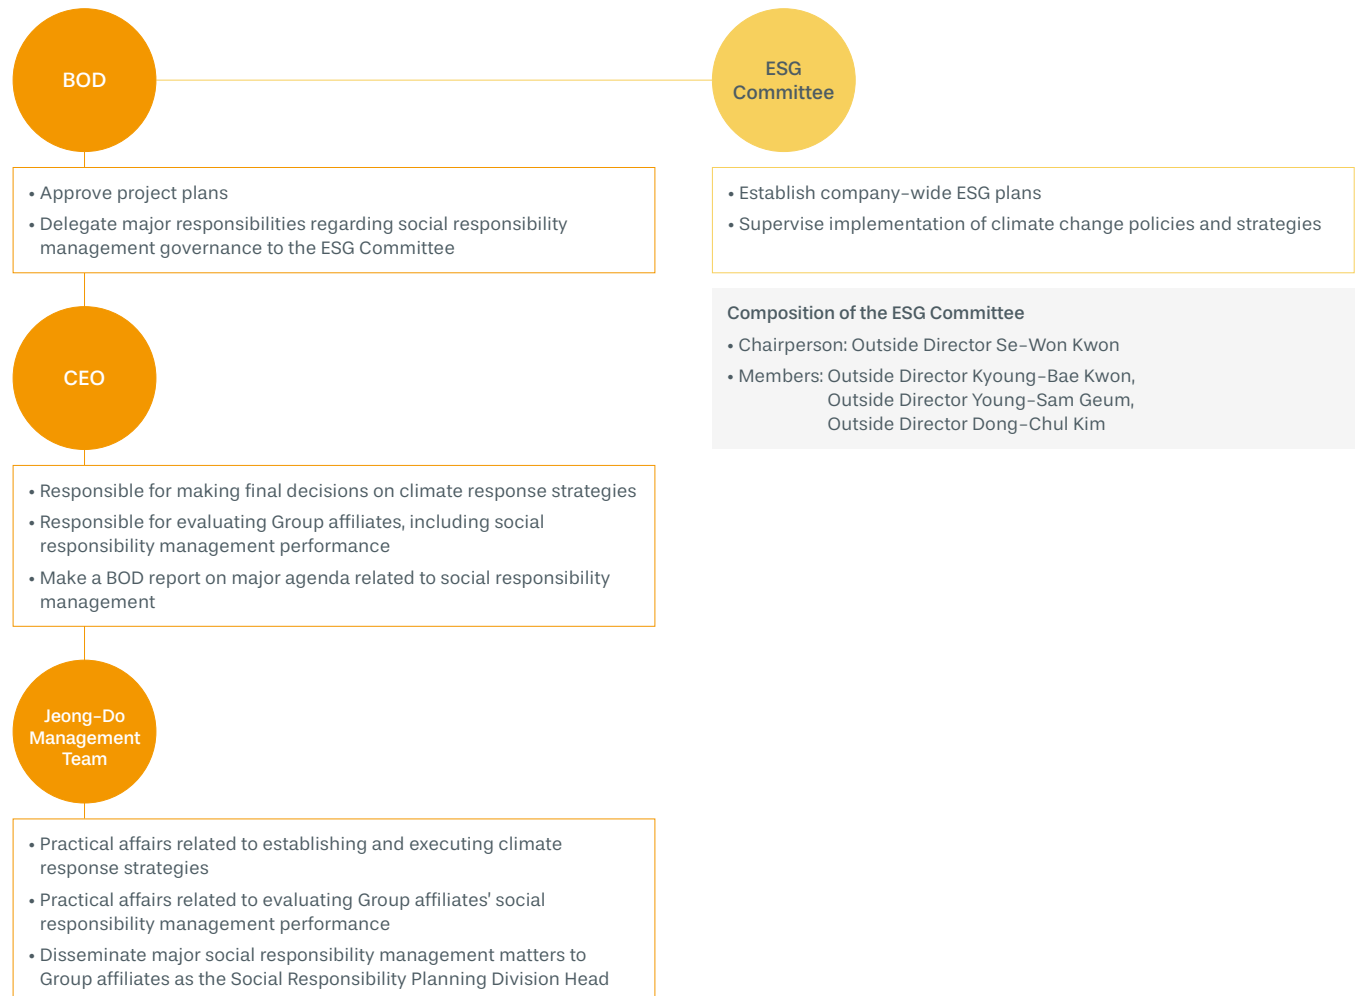 BOD
• Approve project plans
• Delegate major responsibilities regarding social responsibility
management governance to the ESG Committee
ESG
Committee
• Establish company-wide ESG plans
• Supervise implementation of climate change policies and strategies
Composition of the ESG Committee
• Chairperson: Outside Director Se-Won Kwon
• Members: Outside Director Kyoung-Bae Kwon,
Outside Director Young-Sam Geum,
Outside Director Dong-Chul Kim
CEO
• Responsible for making final decisions on climate response strategies
• Responsible for evaluating Group affiliates, including social
responsibility management performance
• Make a BOD report on major agenda related to social responsibility
management
Jeong-Do
Management
Team
• Practical affairs related to establishing and executing climate
response strategies
• Practical affairs related to evaluating Group affiliates' social
responsibility management performance
• Disseminate major social responsibility management matters to
Group affiliates as the Social Responsibility Planning Division Head